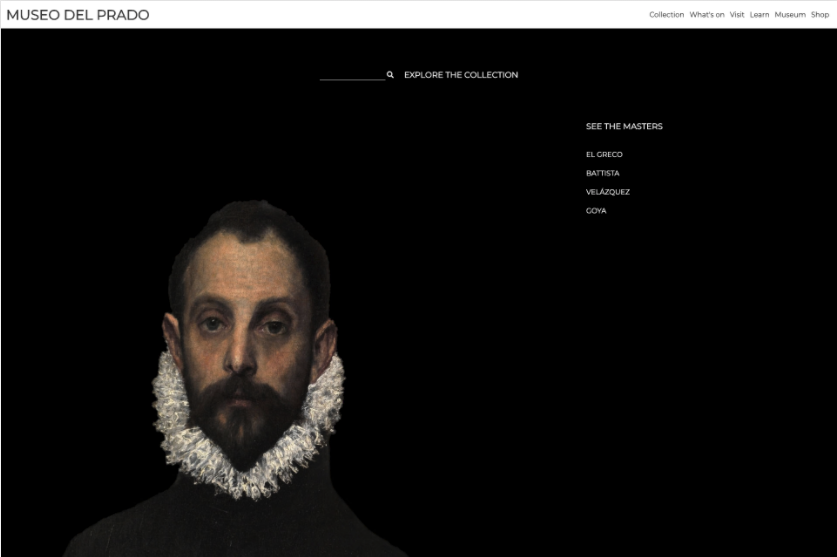 MUSEO DEL PRADO
Collection What's on Visit Learn Museum Shop
EXPLORE THE COLLECTION
SEE THE MASTERS
EL GRECO
BATTISTA
VELÁZQUEZ
GOYA